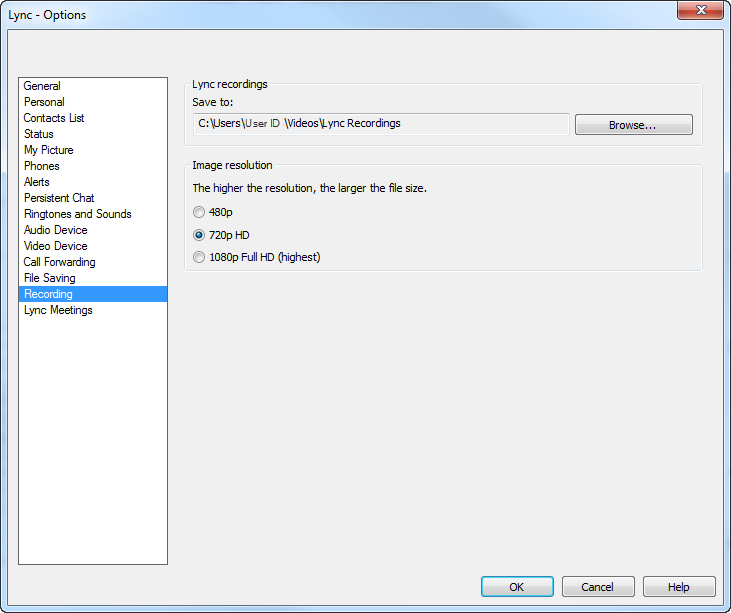 Lync - Options
General
Personal
Contacts List
Status
My Picture
Phones
Alerts
Persistent Chat
Ringtones and Sounds
Audio Device
Video Device
Call Forwarding
File Saving
Recording
Lync Meetings
Lync recordings
Save to:
C:\Users\User ID \Videos\Lync Recordings
Browse...
Image resolution
The higher the resolution, the larger the file size.
480p
720p HD
1080p Full HD (highest)
OK
Cancel
Help